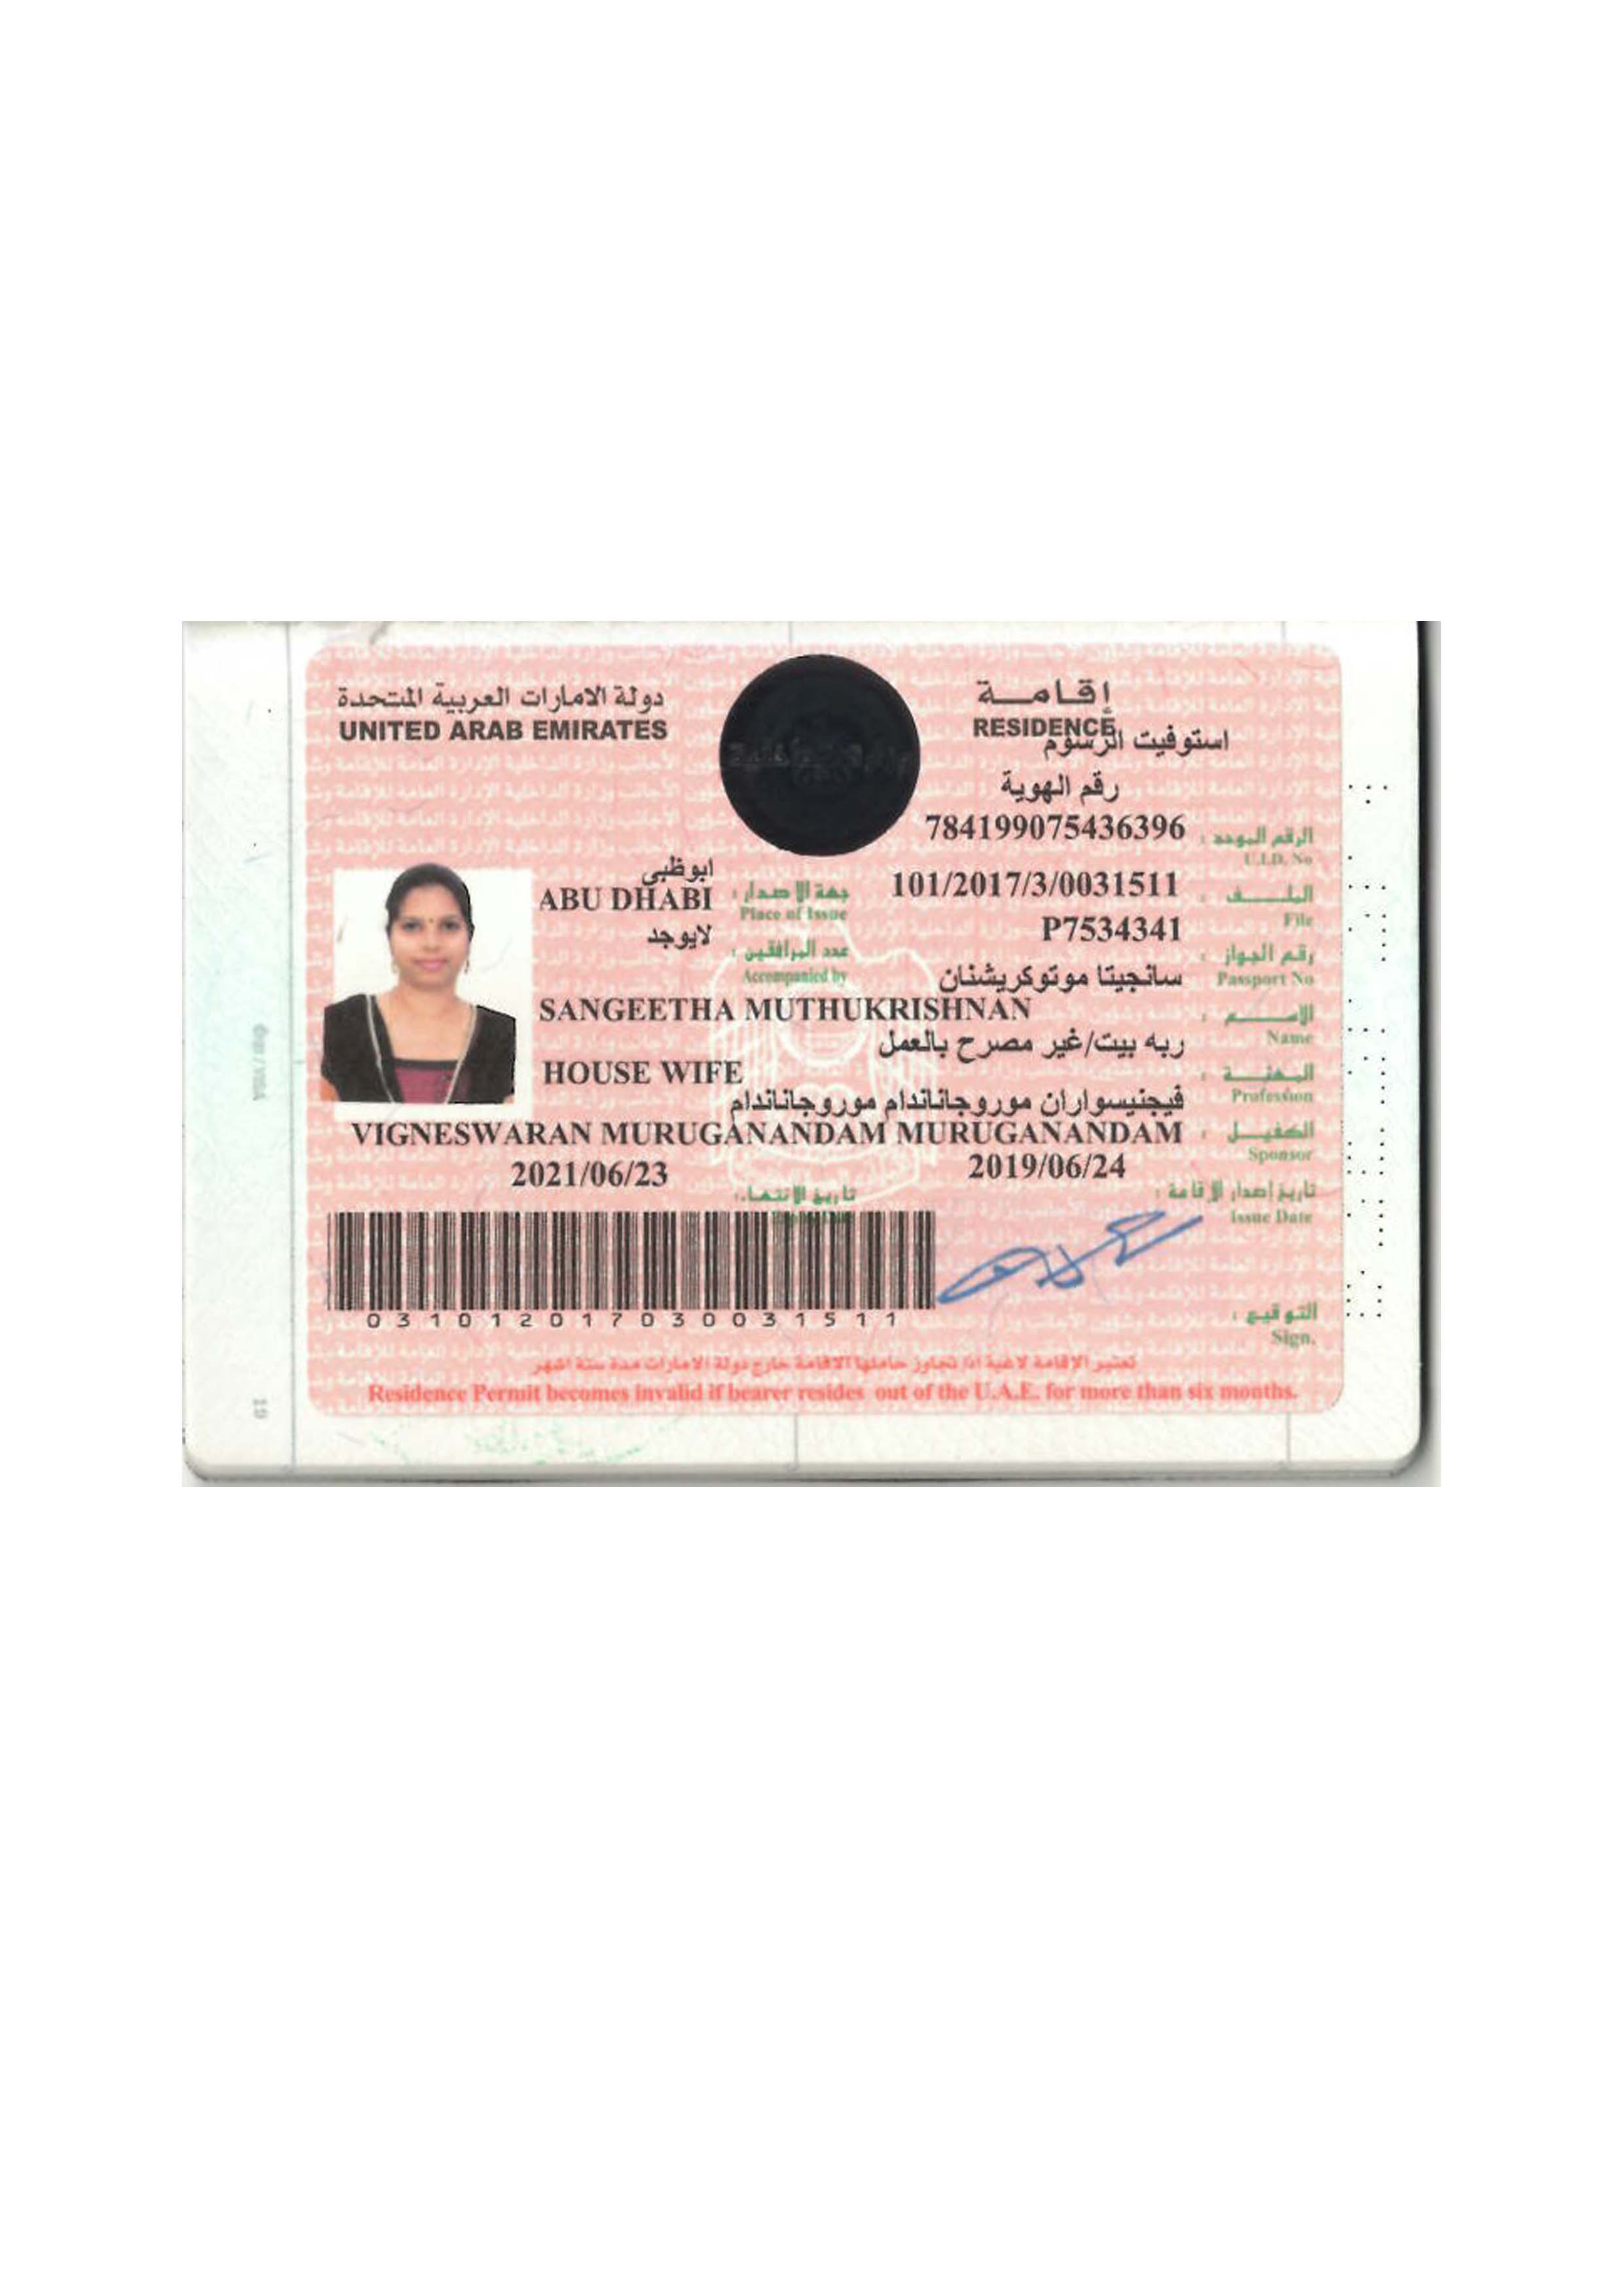 دولة الامارات العربية المتحدة
UNITED ARAB EMIRATES
إقامة
RESIDENCE
استوفيت الرسوم
رقم الهوية
784199075436396
الرقم الموحد :
U.I.D. No
ابوظبى
ABU DHABI
جهة الإصدار :
Place of Issue
101/2017/3/0031511
الملف :
File
لايوجد
عدد المرافقين :
Accompanied by
P7534341
رقم الجواز :
Passport No
سانجيتا موتوكريشنان
SANGEETHA MUTHUKRISHNAN
الاسم :
Name
ربه بيت/غير مصرح بالعمل
HOUSE WIFE
المهنة :
Profession
فيجنيسواران موروجاناندام موروجاناندام
VIGNESWARAN MURUGANANDAM MURUGANANDAM
الكفيل :
Sponsor
2021/06/23
تاريخ الانتهاء :
2019/06/24
تاريخ إصدار الإقامة :
Issue Date
031012017030031511
التوقيع :
Sign.
تعتبر الإقامة لاغية اذا تجاوز حاملها الاقامة خارج دولة الامارات مدة ستة اشهر
Residence Permit becomes invalid if bearer resides out of the U.A.E. for more than six months.
19